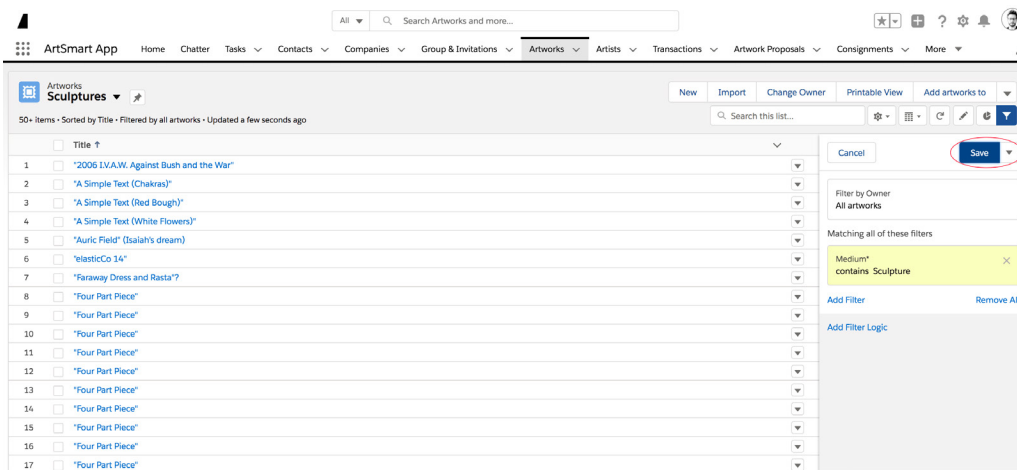 All Search Artworks and more...
ArtSmart App Home Chatter Tasks Contacts Companies Group & Invitations Artworks Artists Transactions Artwork Proposals Consignments More
Artworks
Sculptures
New Import Change Owner Printable View Add artworks to
50+ items • Sorted by Title • Filtered by all artworks • Updated a few seconds ago
Search this list...
Title ↑
Cancel Save
1 "2006 I.V.A.W. Against Bush and the War"
2 "A Simple Text (Chakras)"
3 "A Simple Text (Red Bough)"
4 "A Simple Text (White Flowers)"
5 "Auric Field" (Isaiah's dream)
6 "elasticCo 14"
7 "Faraway Dress and Rasta"?
8 "Four Part Piece"
9 "Four Part Piece"
10 "Four Part Piece"
11 "Four Part Piece"
12 "Four Part Piece"
13 "Four Part Piece"
14 "Four Part Piece"
15 "Four Part Piece"
16 "Four Part Piece"
17 "Four Part Piece"
Filter by Owner
All artworks
Matching all of these filters
Medium*
contains Sculpture
Add Filter Remove Al
Add Filter Logic